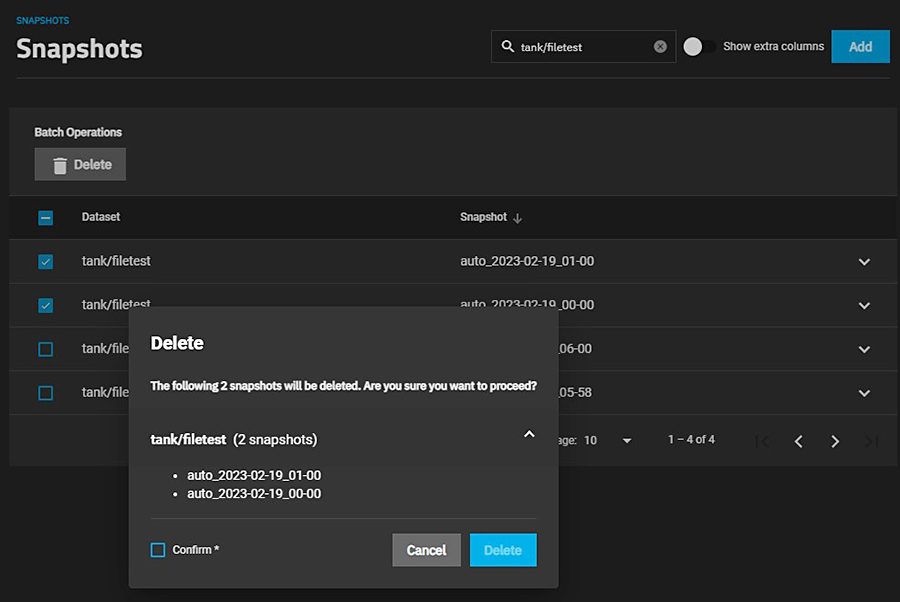 SNAPSHOTS
Snapshots
tank/filetest
Show extra columns
Add
Batch Operations
Delete
Dataset Snapshot
tank/filetest auto_2023-02-19_01-00
tank/filetest auto_2023-02-19_00-00
tank/file 06-00
tank/file 05-58
age: 10 1 – 4 of 4
Delete
The following 2 snapshots will be deleted. Are you sure you want to proceed?
tank/filetest (2 snapshots)
• auto_2023-02-19_01-00
• auto_2023-02-19_00-00
Confirm *
Cancel
Delete